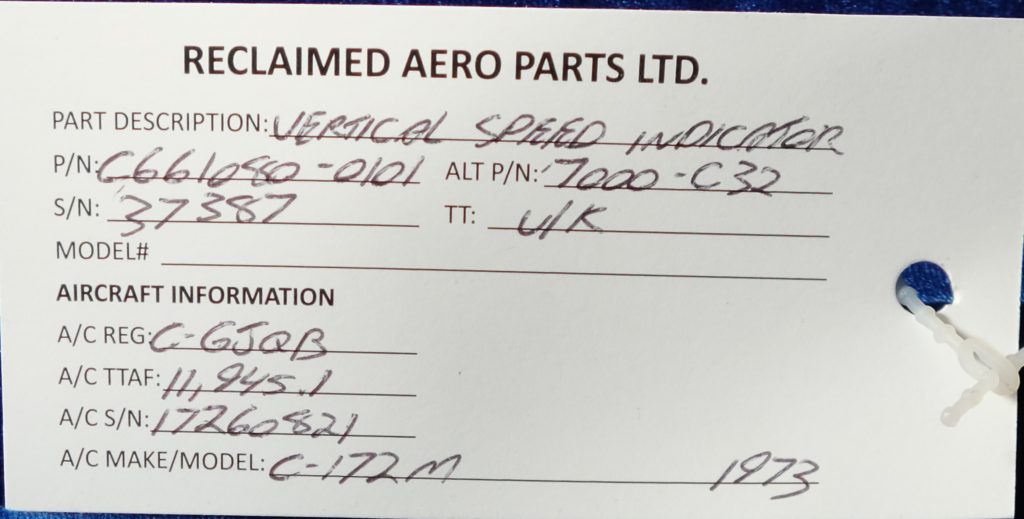 RECLAIMED AERO PARTS LTD.
PART DESCRIPTION: VERTICAL SPEED INDICATOR
P/N: C661080-0101 ALT P/N: 7000-C32
S/N: 37387 TT: U/K
MODEL#
AIRCRAFT INFORMATION
A/C REG: C-GJQB
A/C TTAF: 11,945.1
A/C S/N: 17260821
A/C MAKE/MODEL: C-172M 1973